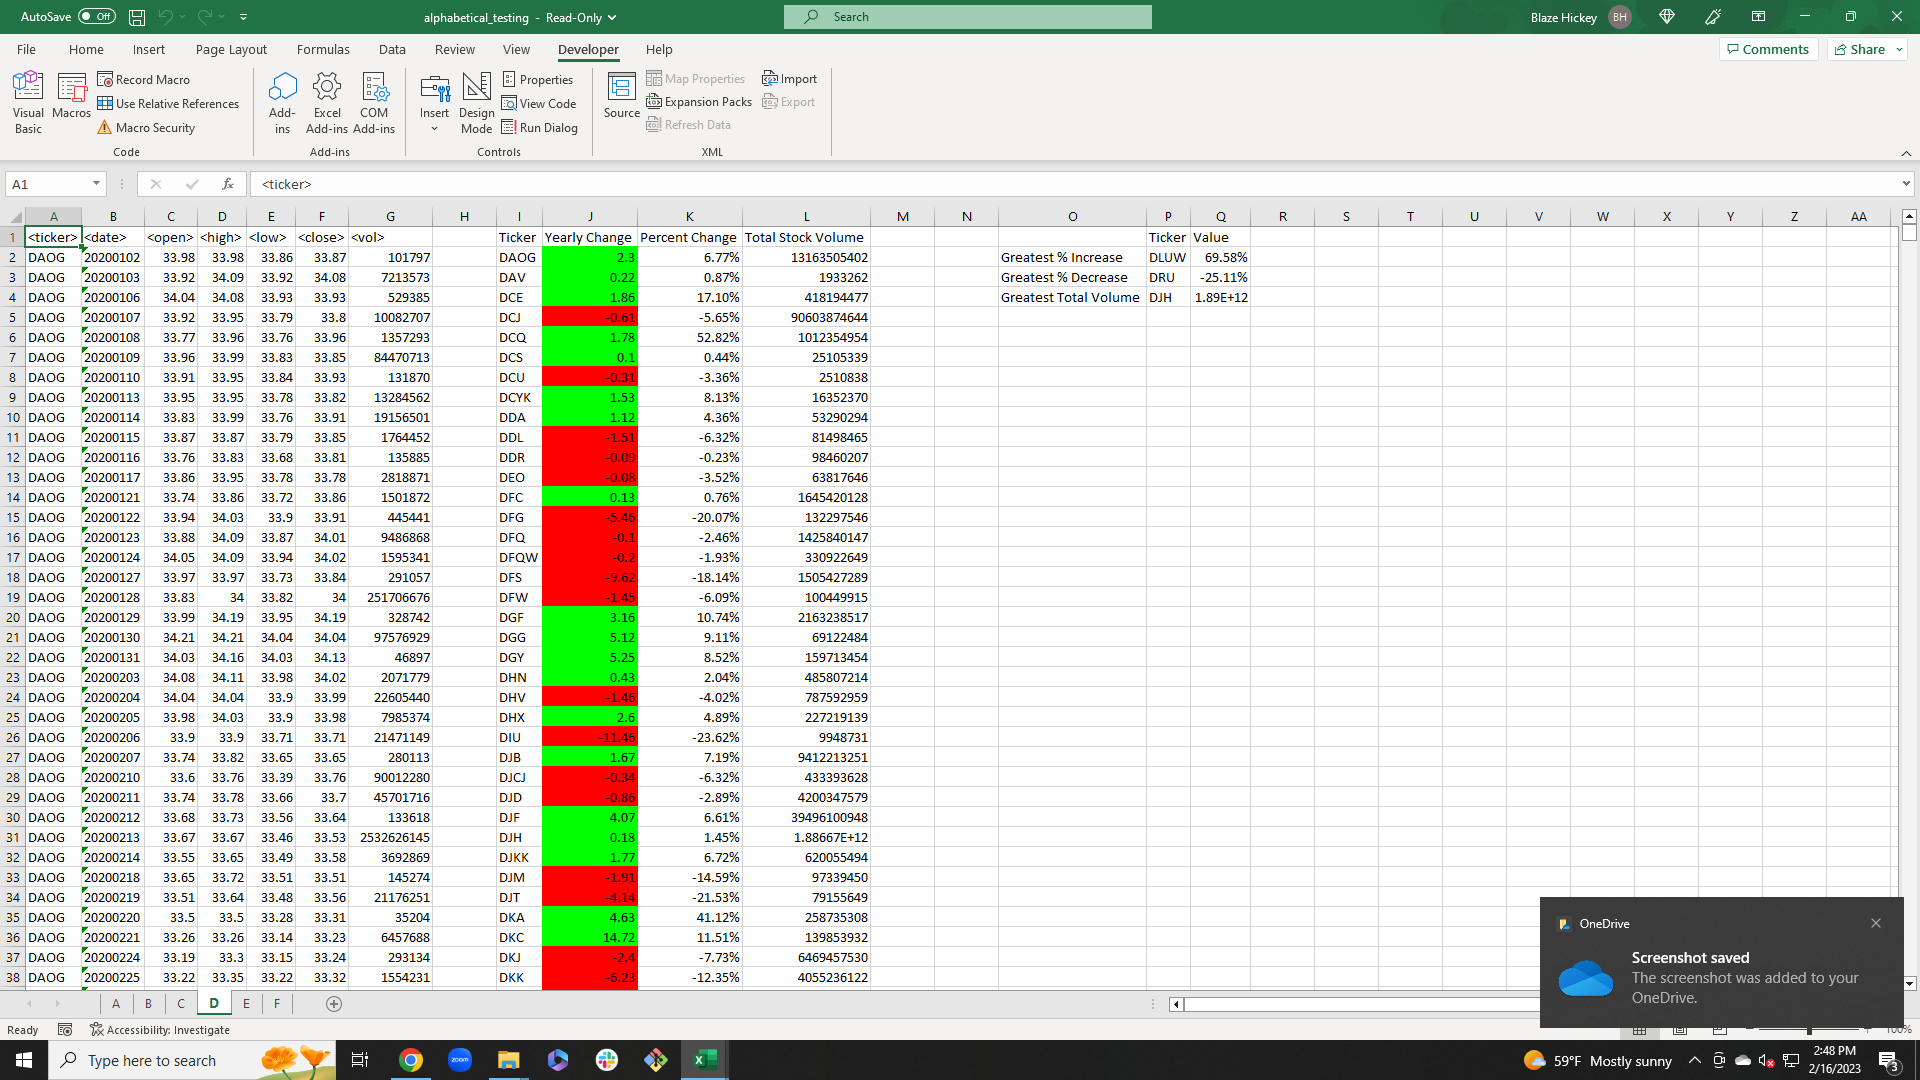 AutoSave Off alphabetical_testing - Read-Only Search Blaze Hickey BH
File Home Insert Page Layout Formulas Data Review View Developer Help Comments Share
Visual Basic Macros Record Macro Use Relative References Macro Security Add-ins Excel Add-ins COM Add-ins Insert Design Mode Properties View Code Run Dialog Source Map Properties Expansion Packs Refresh Data Import Export
Code Add-ins Controls XML
A1 fx <ticker>
A B C D E F G H I J K L M N O P Q R S T U V W X Y Z AA
1 <ticker> <date> <open> <high> <low> <close> <vol> Ticker Yearly Change Percent Change Total Stock Volume Ticker Value
2 DAOG 20200102 33.98 33.98 33.86 33.87 101797 DAOG 2.3 6.77% 13163505402 Greatest % Increase DLUW 69.58%
3 DAOG 20200103 33.92 34.09 33.92 34.08 7213573 DAV 0.22 0.87% 1933262 Greatest % Decrease DRU -25.11%
4 DAOG 20200106 34.04 34.08 33.93 33.93 529385 DCE 1.86 17.10% 418194477 Greatest Total Volume DJH 1.89E+12
5 DAOG 20200107 33.92 33.95 33.79 33.8 10082707 DCJ -0.61 -5.65% 90603874644
6 DAOG 20200108 33.77 33.96 33.76 33.96 1357293 DCQ 1.78 52.82% 1012354954
7 DAOG 20200109 33.96 33.99 33.83 33.85 84470713 DCS 0.1 0.44% 25105339
8 DAOG 20200110 33.91 33.95 33.84 33.93 131870 DCU -0.31 -3.36% 2510838
9 DAOG 20200113 33.95 33.95 33.78 33.82 13284562 DCYK 1.53 8.13% 16352370
10 DAOG 20200114 33.83 33.99 33.76 33.91 19156501 DDA 1.12 4.36% 53290294
11 DAOG 20200115 33.87 33.87 33.79 33.85 1764452 DDL -1.51 -6.32% 81498465
12 DAOG 20200116 33.76 33.83 33.68 33.81 135885 DDR -0.09 -0.23% 98460207
13 DAOG 20200117 33.86 33.95 33.78 33.78 2818871 DEO -0.08 -3.52% 63817646
14 DAOG 20200121 33.74 33.86 33.72 33.86 1501872 DFC 0.13 0.76% 1645420128
15 DAOG 20200122 33.94 34.03 33.9 33.91 445441 DFG -5.46 -20.07% 132297546
16 DAOG 20200123 33.88 34.09 33.87 34.01 9486868 DFQ -0.1 -2.46% 1425840147
17 DAOG 20200124 34.05 34.09 33.94 34.02 1595341 DFQW -0.2 -1.93% 330922649
18 DAOG 20200127 33.97 33.97 33.73 33.84 291057 DFS -9.62 -18.14% 1505427289
19 DAOG 20200128 33.83 34 33.82 34 251706676 DFW -1.45 -6.09% 100449915
20 DAOG 20200129 33.99 34.19 33.95 34.19 328742 DGF 3.16 10.74% 2163238517
21 DAOG 20200130 34.21 34.21 34.04 34.04 97576929 DGG 5.12 9.11% 69122484
22 DAOG 20200131 34.03 34.16 34.03 34.13 46897 DGY 5.25 8.52% 159713454
23 DAOG 20200203 34.08 34.11 33.98 34.02 2071779 DHN 0.43 2.04% 485807214
24 DAOG 20200204 34.04 34.04 33.9 33.99 22605440 DHV -1.46 -4.02% 787592959
25 DAOG 20200205 33.98 34.03 33.9 33.98 7985374 DHX 2.6 4.89% 227219139
26 DAOG 20200206 33.9 33.9 33.71 33.71 21471149 DIU -11.46 -23.62% 9948731
27 DAOG 20200207 33.74 33.82 33.65 33.65 280113 DJB 1.67 7.19% 9412213251
28 DAOG 20200210 33.6 33.76 33.39 33.76 90012280 DJCJ -0.34 -6.32% 433393628
29 DAOG 20200211 33.74 33.78 33.66 33.7 45701716 DJD -0.86 -2.89% 4200347579
30 DAOG 20200212 33.68 33.73 33.56 33.64 133618 DJF 4.07 6.61% 39496100948
31 DAOG 20200213 33.67 33.67 33.46 33.53 2532626145 DJH 0.18 1.45% 1.88667E+12
32 DAOG 20200214 33.55 33.65 33.49 33.58 3692869 DJKK 1.77 6.72% 620055494
33 DAOG 20200218 33.65 33.72 33.51 33.51 145274 DJM -1.91 -14.59% 97339450
34 DAOG 20200219 33.51 33.64 33.48 33.56 21176251 DJT -4.14 -21.53% 79155649
35 DAOG 20200220 33.5 33.5 33.28 33.31 35204 DKA 4.63 41.12% 258735308
36 DAOG 20200221 33.26 33.26 33.14 33.23 6457688 DKC 14.72 11.51% 139853932
37 DAOG 20200224 33.19 33.3 33.15 33.24 293134 DKJ -2.4 -7.73% 6469457530
38 DAOG 20200225 33.22 33.35 33.22 33.32 1554231 DKK -6.23 -12.35% 4055236122
OneDrive
Screenshot saved
The screenshot was added to your
OneDrive.
A B C D E F
Ready Accessibility: Investigate 100%
Type here to search zoom 59°F Mostly sunny 2:48 PM
2/16/2023 3